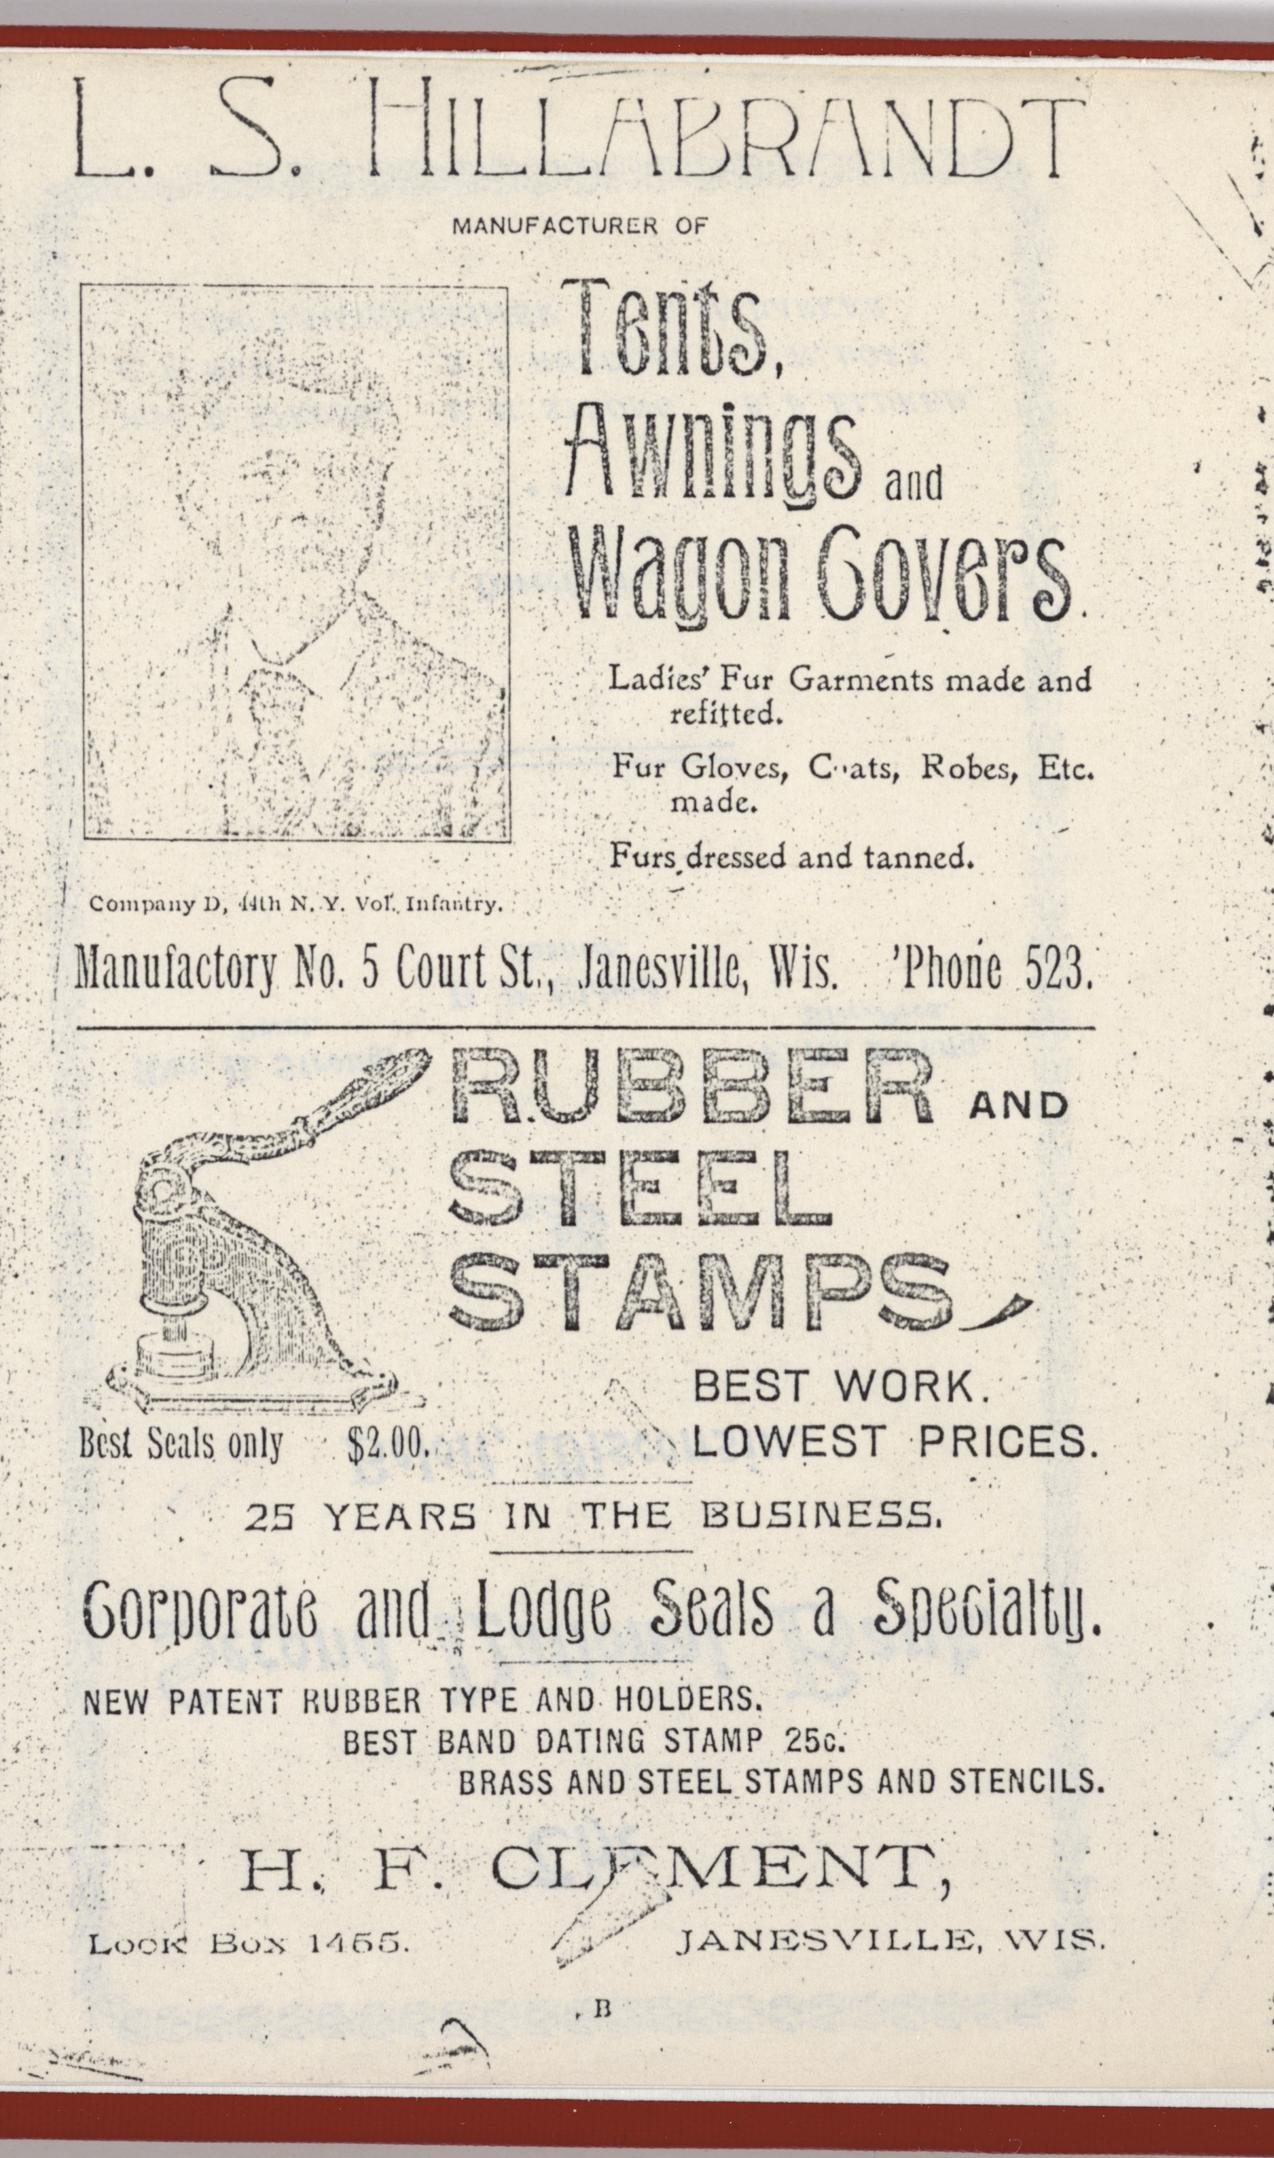 L. S. HILLABRANDT
MANUFACTURER OF
Tents,
Awnings and
Wagon Covers.
Ladies' Fur Garments made and
refitted.
Fur Gloves, Coats, Robes, Etc.
made.
Furs dressed and tanned.
Company D, 44th N. Y. Vol. Infantry.
Manufactory No. 5 Court St., Janesville, Wis. 'Phone 523.
RUBBER AND
STEEL
STAMPS,
BEST WORK.
LOWEST PRICES.
Best Seals only $2.00.
25 YEARS IN THE BUSINESS.
Corporate and Lodge Seals a Specialty.
NEW PATENT RUBBER TYPE AND HOLDERS.
BEST BAND DATING STAMP 25c.
BRASS AND STEEL STAMPS AND STENCILS.
H. F. CLEMENT,
Lock Box 1455. JANESVILLE, WIS.
B